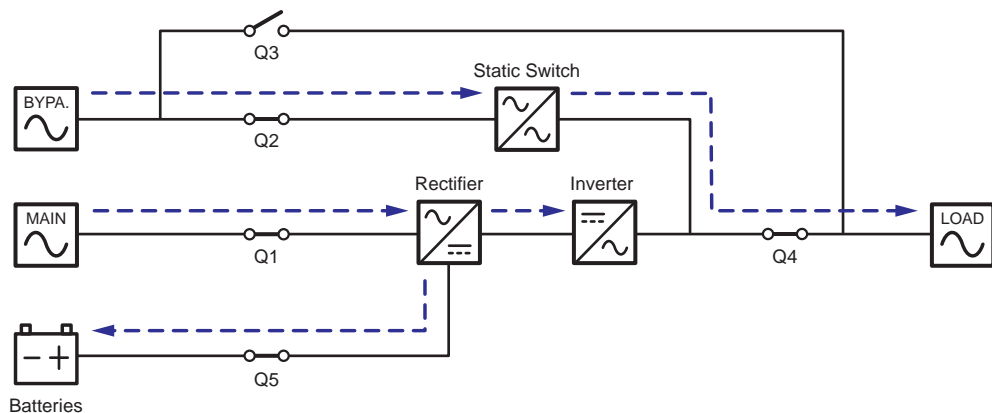 Q3
Static Switch
BYPA.
Q2
Rectifier
Inverter
MAIN
LOAD
Q1
Q4
Q5
Batteries